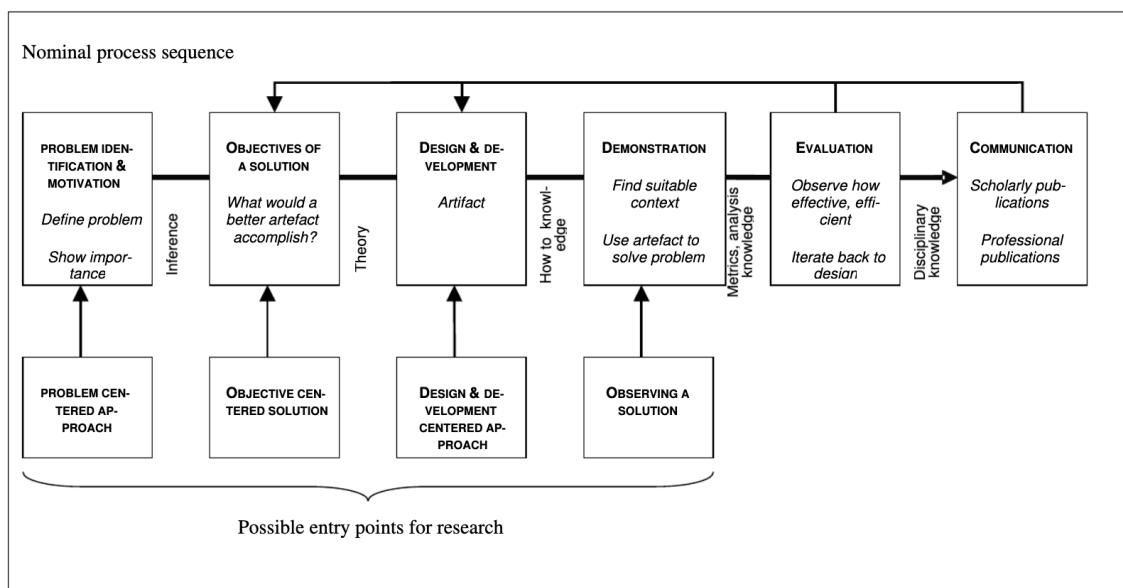 Nominal process sequence
PROBLEM IDEN-
TIFICATION &
MOTIVATION
Define problem
Show impor-
tance
Inference
OBJECTIVES OF
A SOLUTION
What would a
better artefact
accomplish?
Theory
DESIGN & DE-
VELOPMENT
Artifact
How to knowl-
edge
DEMONSTRATION
Find suitable
context
Use artefact to
solve problem
Metrics, analysis
knowledge
EVALUATION
Observe how
effective, effi-
cient
Iterate back to
design
Disciplinary
knowledge
COMMUNICATION
Scholarly pub-
lications
Professional
publications
PROBLEM CEN-
TERED AP-
PROACH
OBJECTIVE CEN-
TERED SOLUTION
DESIGN & DE-
VELOPMENT
CENTERED AP-
PROACH
OBSERVING A
SOLUTION
Possible entry points for research